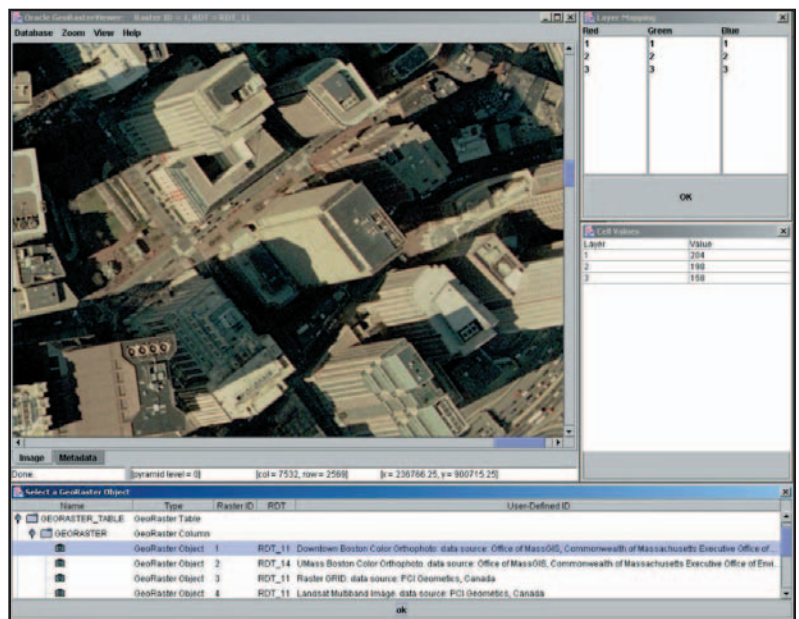 Oracle GeoRasterViewer: Raster ID = 1, RDT = RDT_11
Database Zoom View Help
Image Metadata
Done. [pyramid level = 0] [col = 7532, row = 2569] [x= 236766.25, y= 900715.25]
Layer Mapping
Red Green Blue
1 1 1
2 2 2
3 3 3
OK
Cell Values
Layer Value
1 204
2 198
3 158
Select a GeoRaster Object
Name Type Raster ID RDT User-Defined ID
GEORASTER_TABLE GeoRaster Table
GEORASTER GeoRaster Column
GeoRaster Object 1 RDT_11 Downtown Boston Color Orthophoto. data source: Office of MassGIS, Commonwealth of Massachusetts Executive Office of ...
GeoRaster Object 2 RDT_14 UMass Boston Color Orthophoto. data source: Office of MassGIS, Commonwealth of Massachusetts Executive Office of Envi...
GeoRaster Object 3 RDT_11 Raster GRID. data source: PCI Geomatics, Canada
GeoRaster Object 4 RDT_11 Landsat Multiband Image. data source: PCI Geomatics, Canada
ok